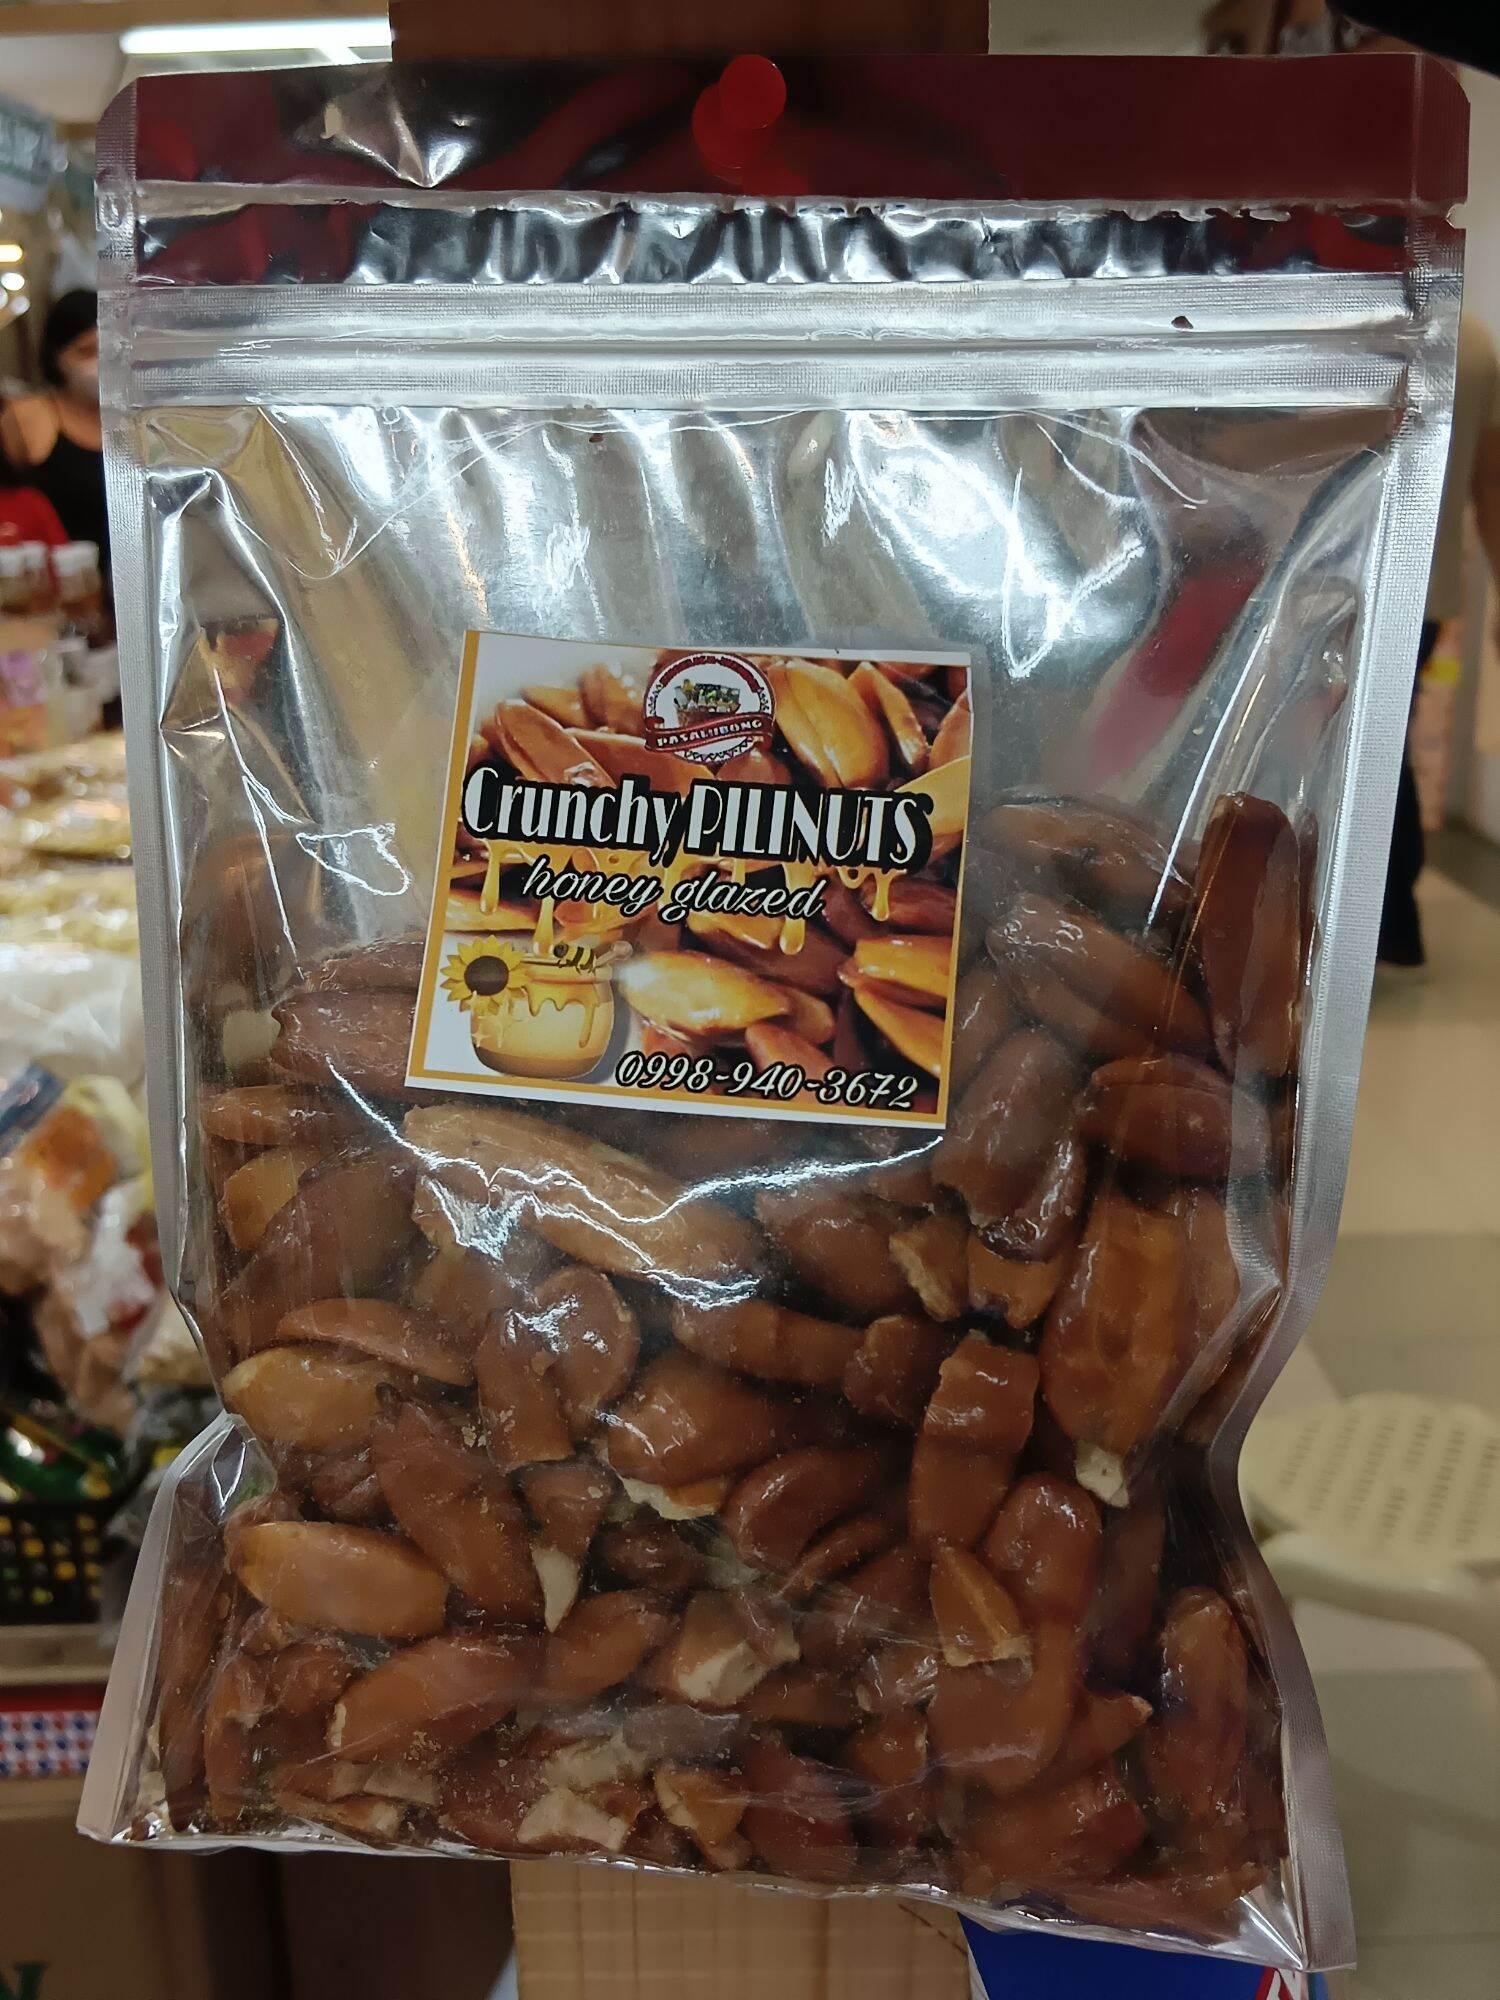 PASALUBONG
Crunchy PILINUTS
honey glazed
0998-940-3672